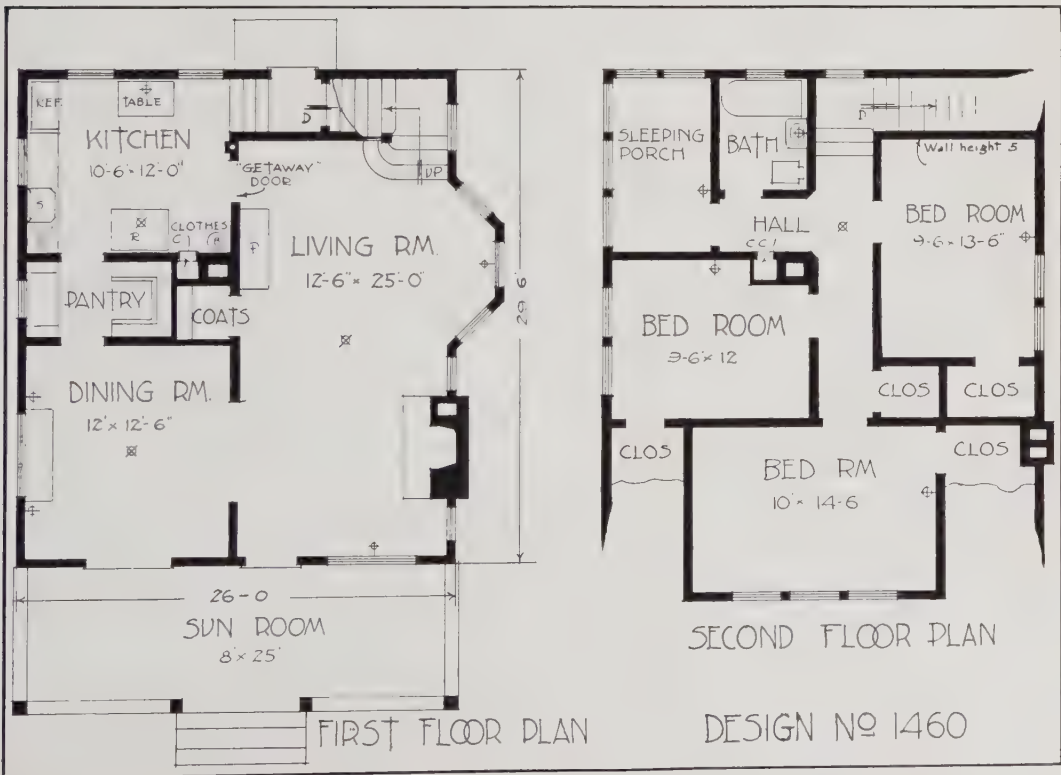 REF.
TABLE
KITCHEN
10'-6"×12'-0"
S
R
CLOTHES
"GETAWAY"
DOOR
D
UP
P
LIVING RM.
12'-6" × 25'-0"
PANTRY
COATS
DINING RM.
12' × 12'-6"
26-0
SUN ROOM
8' × 25'
FIRST FLOOR PLAN
SLEEPING
PORCH
BATH
D
Wall height 5
HALL
BED ROOM
9-6 × 13-6"
BED ROOM
9-6 × 12
CLOS
CLOS
CLOS
CLOS
BED RM
10' × 14-6
SECOND FLOOR PLAN
DESIGN Nº 1460